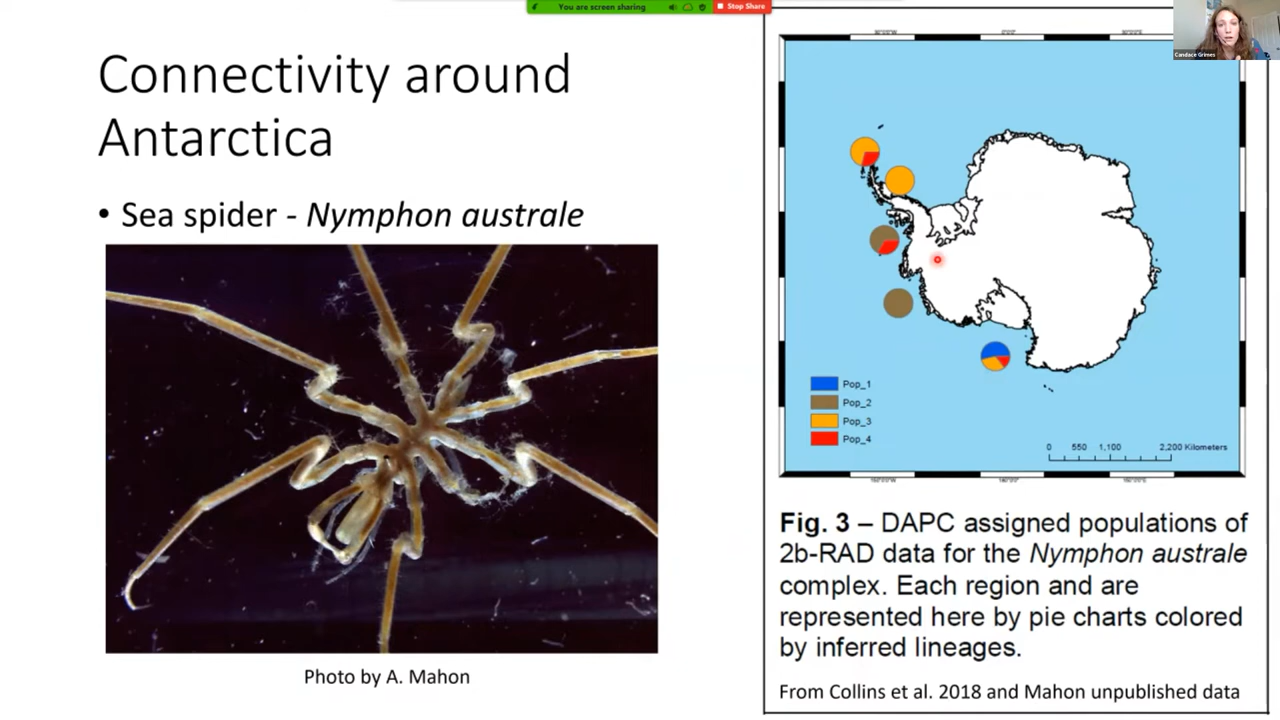 You are screen sharing
Stop Share
Candace Grimes
Connectivity around
Antarctica
• Sea spider - Nymphon australe
Photo by A. Mahon
Pop_1
Pop_2
Pop_3
Pop_4
0 550 1,100 2,200 Kilometers
Fig. 3 – DAPC assigned populations of
2b-RAD data for the Nymphon australe
complex. Each region and are
represented here by pie charts colored
by inferred lineages.
From Collins et al. 2018 and Mahon unpublished data